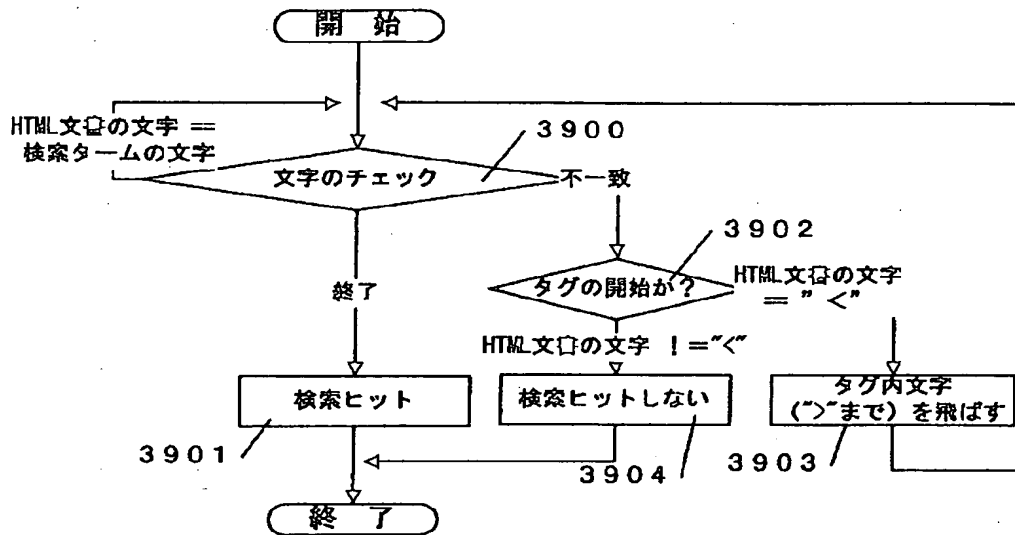 開 始
HTML文書の文字 ==
検索タームの文字
3900
文字のチェック
不一致
3902
タグの開始か?
HTML文書の文字
== "<"
終了
HTML文書の文字 !="<"
検索ヒット
検索ヒットしない
タグ内文字
(">"まで)を飛ばす
3901
3904
3903
終 了